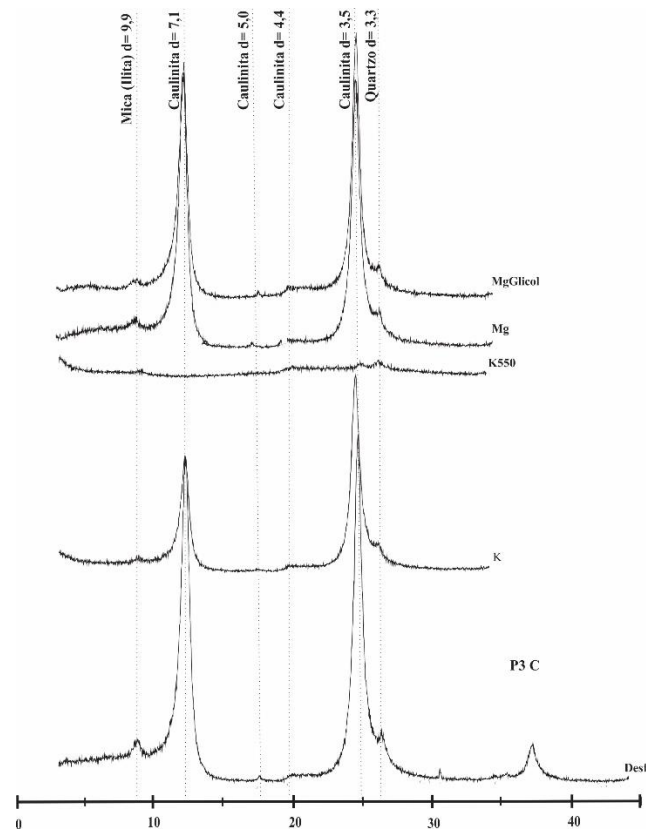 Mica (Ilita) d= 9,9
Caulinita d= 7,1
Caulinita d= 5,0
Caulinita d= 4,4
Caulinita d= 3,5
Quartzo d= 3,3
MgGlicol
Mg
K550
K
P3 C
Desf
0 10 20 30 40